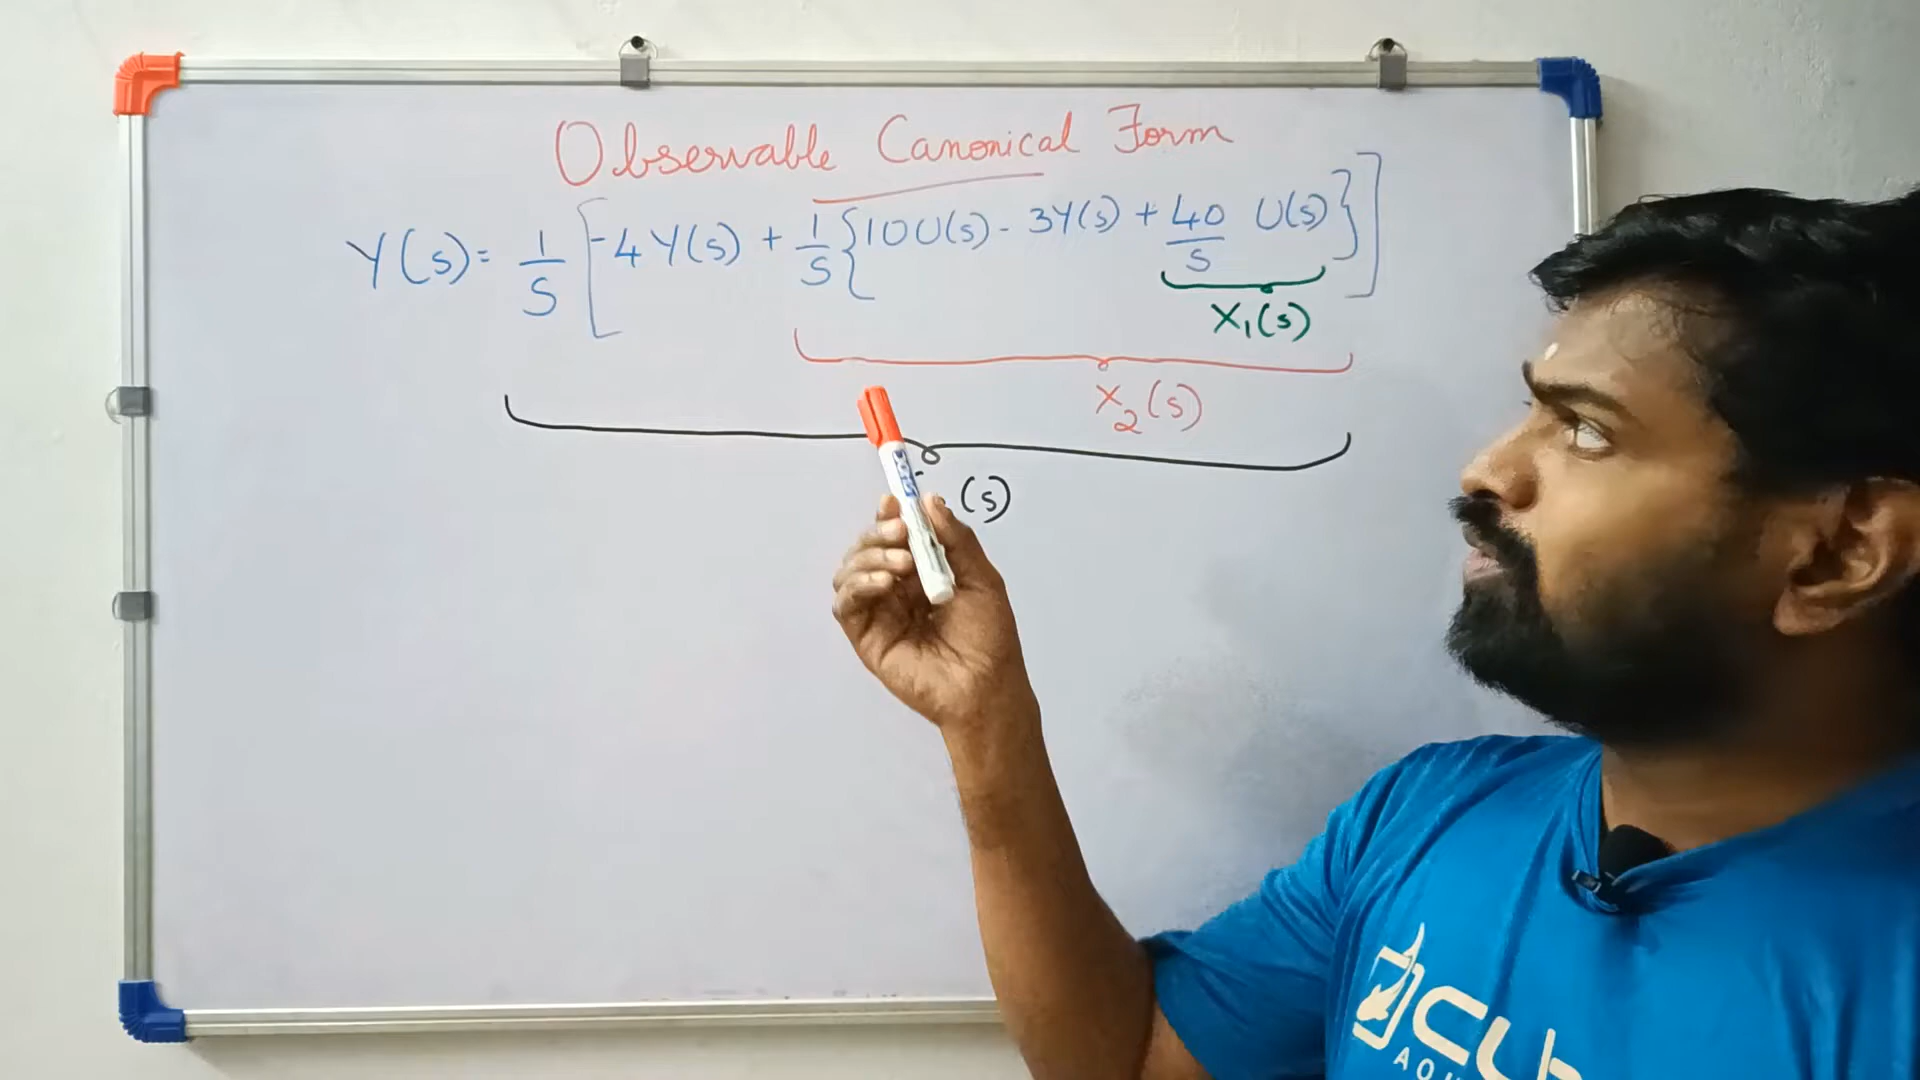 Observable Canonical Form
Y(s) = 1/s [-4Y(s) + 1/s {10U(s) - 3Y(s) + 40/s U(s)}]
X₁(s)
X₂(s)
(s)